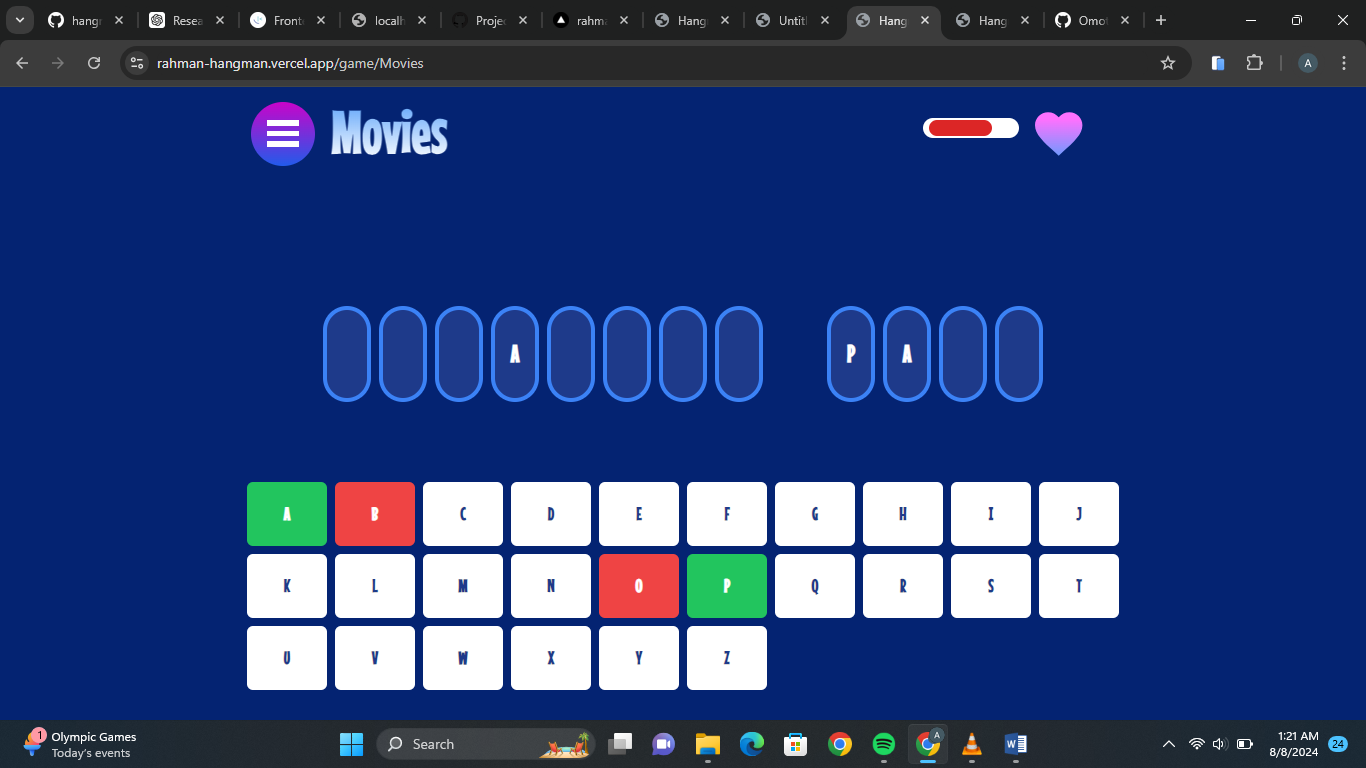 hangr Resea Front localh Projec rahma Hang Untitl Hang Hang Omot
rahman-hangman.vercel.app/game/Movies A
Movies
A P A
A B C D E F G H I J
K L M N O P Q R S T
U V W X Y Z
1 Olympic Games
Today's events
Search
A
1:21 AM
8/8/2024
24